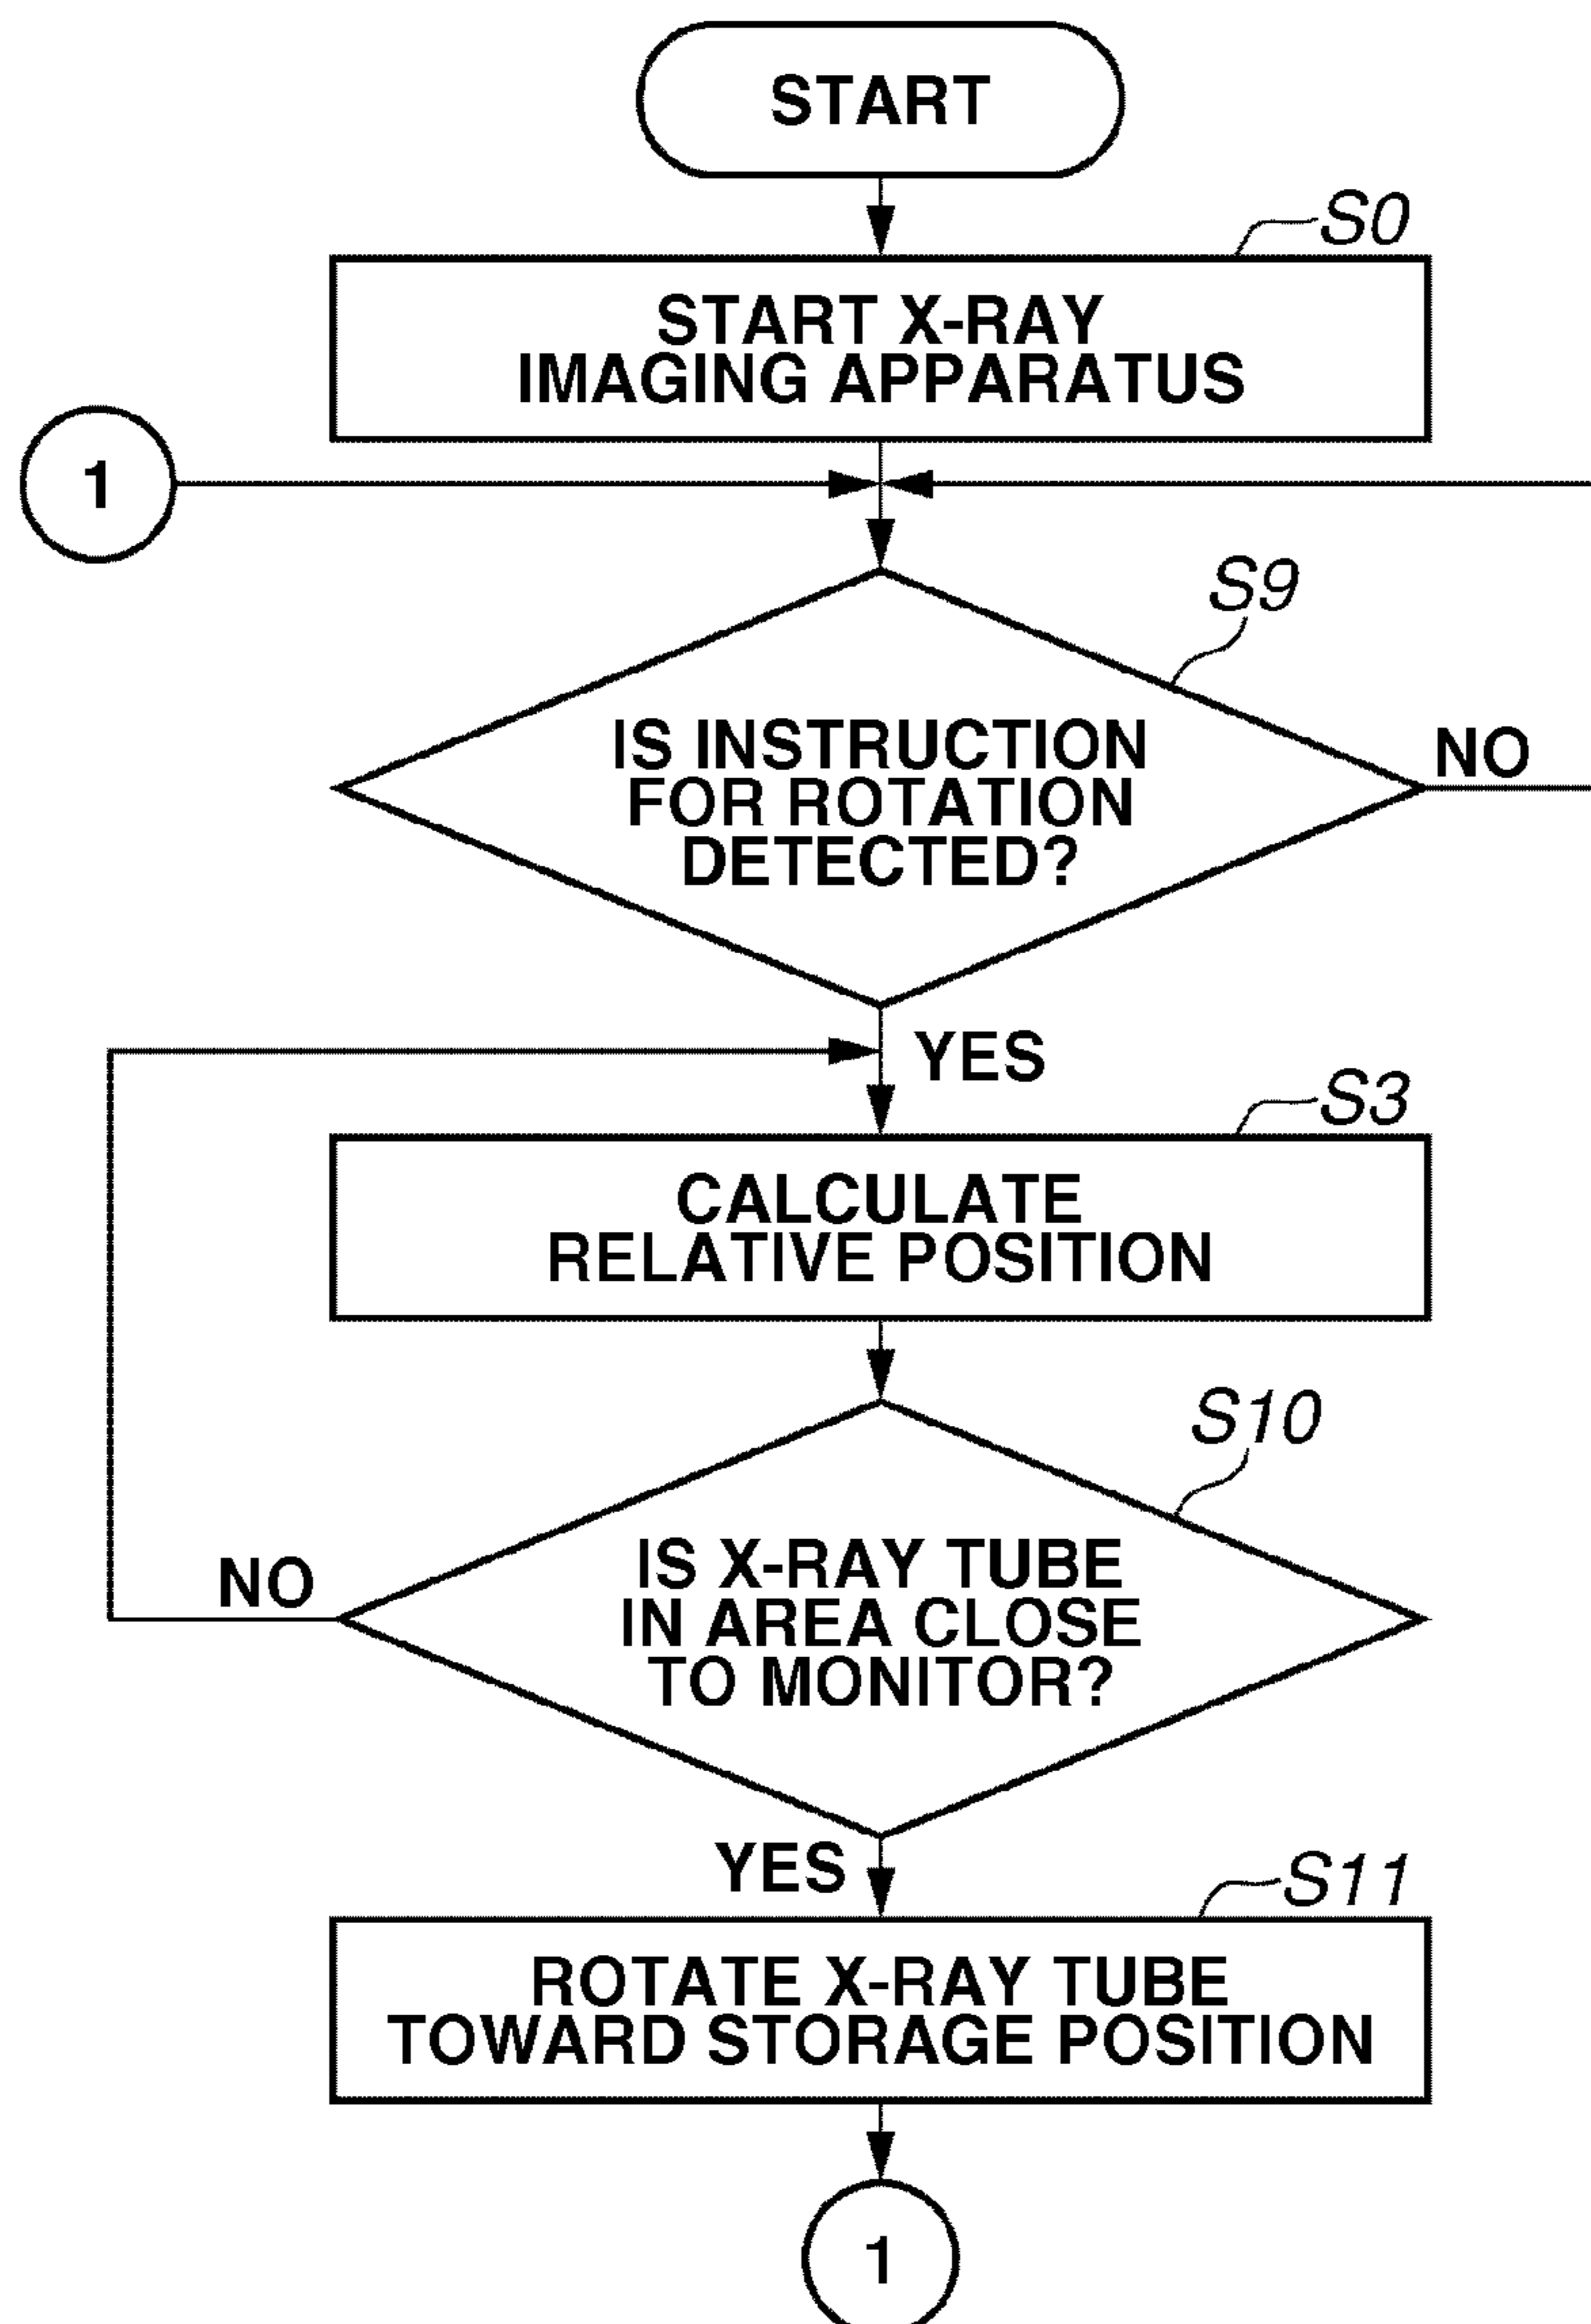 START
S0
START X-RAY
IMAGING APPARATUS
1
S9
IS INSTRUCTION
FOR ROTATION
DETECTED?
NO
YES
S3
CALCULATE
RELATIVE POSITION
S10
IS X-RAY TUBE
IN AREA CLOSE
TO MONITOR?
NO
YES
S11
ROTATE X-RAY TUBE
TOWARD STORAGE POSITION
1